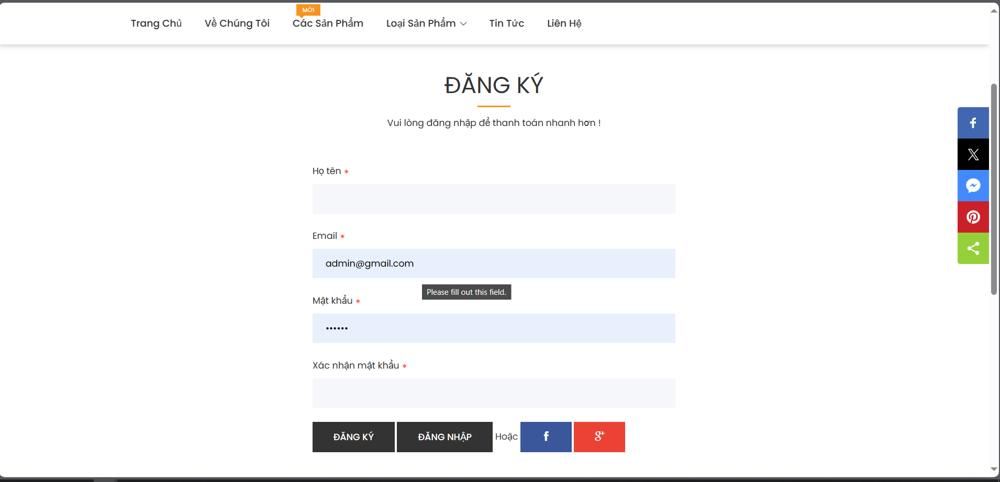 MỚI
Trang Chủ Về Chúng Tôi Các Sản Phẩm Loại Sản Phẩm Tin Tức Liên Hệ
ĐĂNG KÝ
Vui lòng đăng nhập để thanh toán nhanh hơn !
Họ tên *
Email *
admin@gmail.com
Please fill out this field.
Mật khẩu *
••••••
Xác nhận mật khẩu *
ĐĂNG KÝ ĐĂNG NHẬP Hoặc f g+